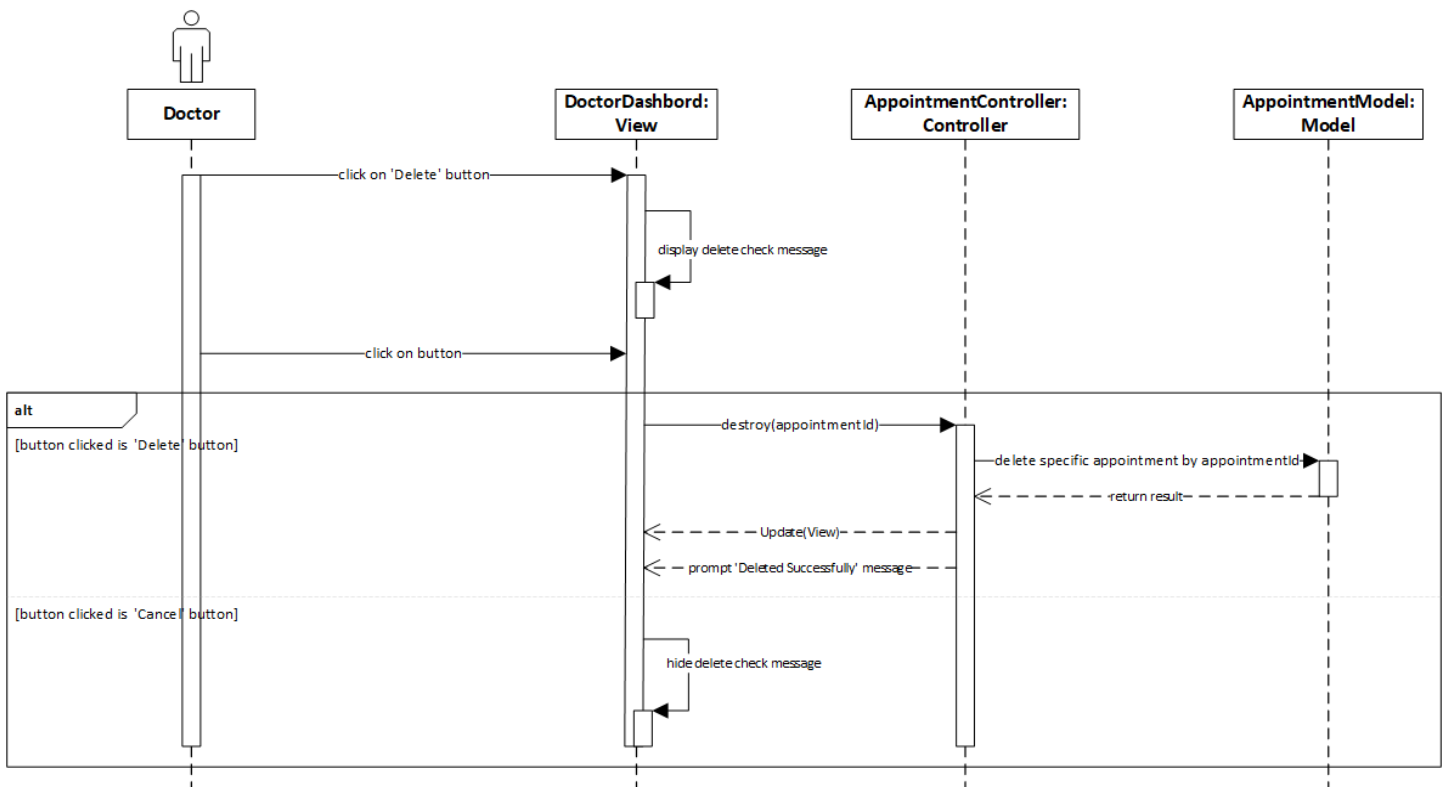 Doctor
DoctorDashbord:
View
AppointmentController:
Controller
AppointmentModel:
Model
click on 'Delete' button
display delete check message
click on button
alt
[button clicked is 'Delete' button]
destroy(appointmentId)
delete specific appointment by appointmentId
return result
Update(View)
prompt 'Deleted Successfully' message
[button clicked is 'Cancel' button]
hide delete check message